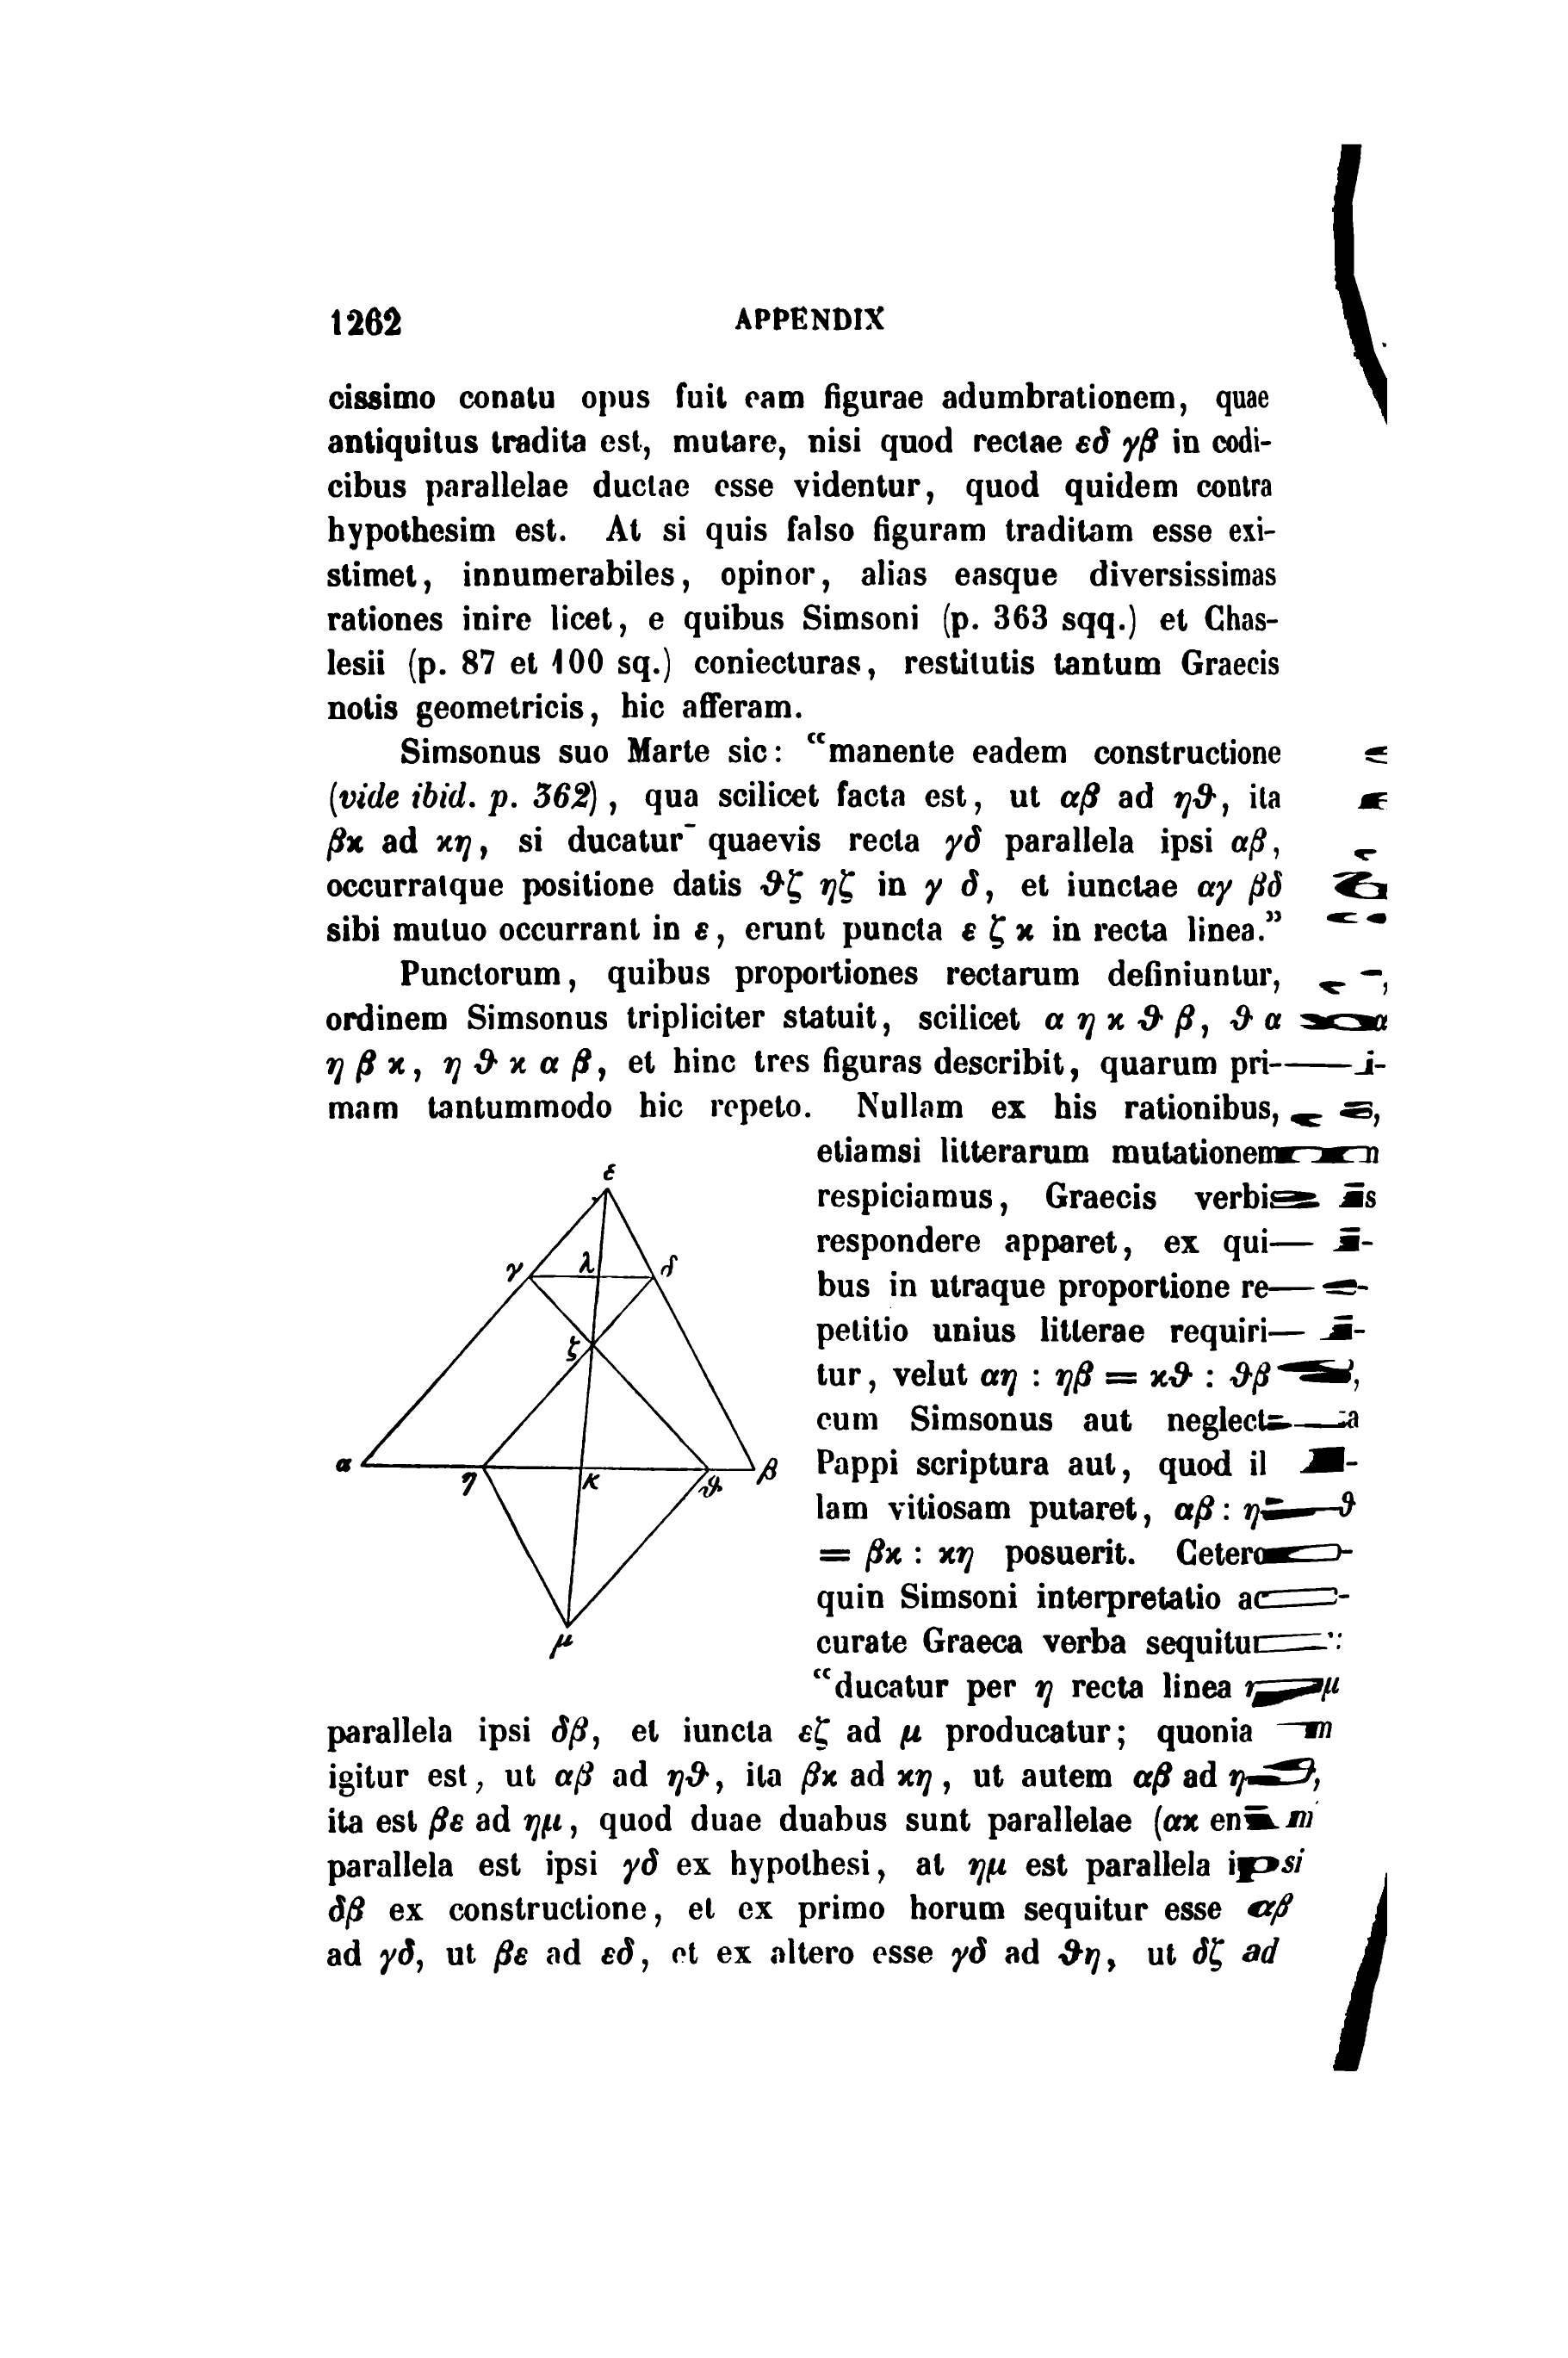 1262 APPENDIX
cissimo conatu opus fuit eam figurae adumbrationem, quae
antiquitus tradita est, mutare, nisi quod rectae εδ γβ in codi-
cibus parallelae ductae esse videntur, quod quidem contra
hypothesim est. At si quis falso figuram traditam esse exi-
stimet, innumerabiles, opinor, alias easque diversissimas
rationes inire licet, e quibus Simsoni (p. 363 sqq.) et Chas-
lesii (p. 87 et 100 sq.) coniecturas, restitutis tantum Graecis
notis geometricis, hic afferam.
Simsonus suo Marte sic: “manente eadem constructione
(vide ibid. p. 362), qua scilicet facta est, ut αβ ad ηϑ, ita
βκ ad κη, si ducatur quaevis recta γδ parallela ipsi αβ,
occurratque positione datis ϑζ ηζ in γ δ, et iunctae αγ βδ
sibi mutuo occurrant in ε, erunt puncta ε ζ κ in recta linea.”
Punctorum, quibus proportiones rectarum definiuntur,
ordinem Simsonus tripliciter statuit, scilicet α η κ ϑ β, ϑ α
η β κ, η ϑ κ α β, et hinc tres figuras describit, quarum pri-
mam tantummodo hic repeto. Nullam ex his rationibus,
etiamsi litterarum mutationem
respiciamus, Graecis verbis
respondere apparet, ex qui-
bus in utraque proportione re-
petitio unius litterae requiri-
tur, velut αη : ηβ = κϑ : ϑβ,
cum Simsonus aut neglecta
Pappi scriptura aut, quod il-
lam vitiosam putaret, αβ : ηϑ
= βκ : κη posuerit. Cetero-
quin Simsoni interpretatio ac-
curate Graeca verba sequitur:
“ducatur per η recta linea ημ
ε
γ λ δ
ζ
α η κ ϑ β
μ
parallela ipsi δβ, et iuncta εζ ad μ producatur; quoniam
igitur est, ut αβ ad ηϑ, ita βκ ad κη, ut autem αβ ad ηϑ,
ita est βε ad ημ, quod duae duabus sunt parallelae (ακ enim
parallela est ipsi γδ ex hypothesi, at ημ est parallela ipsi
δβ ex constructione, et ex primo horum sequitur esse αβ
ad γδ, ut βε ad εδ, et ex altero esse γδ ad ϑη, ut δζ ad